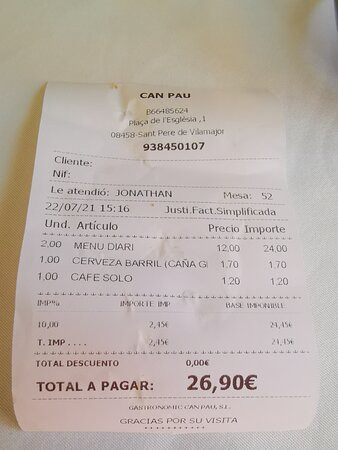 CAN PAU
B66485624
Plaça de l'Església ,1
08458-Sant Pere de Vilamajor
938450107
Cliente:
Nif:
Le atendió: JONATHAN Mesa: 52
22/07/21 15:16 Justi.Fact.Simplificada
Und. Artículo Precio Importe
2.00 MENU DIARI 12,00 24,00
1.00 CERVEZA BARRIL (CAÑA GI 1,70 1,70
1.00 CAFE SOLO 1,20 1,20
IMP% IMPORTE IMP BASE IMPONIBLE
10,00 2,45€ 24,45€
T. IMP .... 2,45€ 24,45€
TOTAL DESCUENTO 0,00€
TOTAL A PAGAR: 26,90€
GASTRONOMIC CAN PAU, S.L.
GRACIAS POR SU VISITA